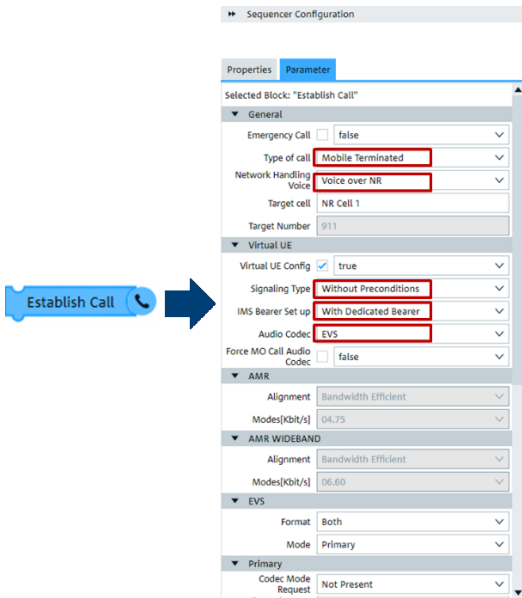 Sequencer Configuration
Properties Parameter
Selected Block: "Establish Call"
General
Emergency Call false
Type of call Mobile Terminated
Network Handling Voice Voice over NR
Target cell NR Cell 1
Target Number 911
Virtual UE
Virtual UE Config true
Signaling Type Without Preconditions
Establish Call
IMS Bearer Set up With Dedicated Bearer
Audio Codec EVS
Force MO Call Audio Codec false
AMR
Alignment Bandwidth Efficient
Modes[Kbit/s] 04.75
AMR WIDEBAND
Alignment Bandwidth Efficient
Modes[Kbit/s] 06.60
EVS
Format Both
Mode Primary
Primary
Codec Mode Request Not Present